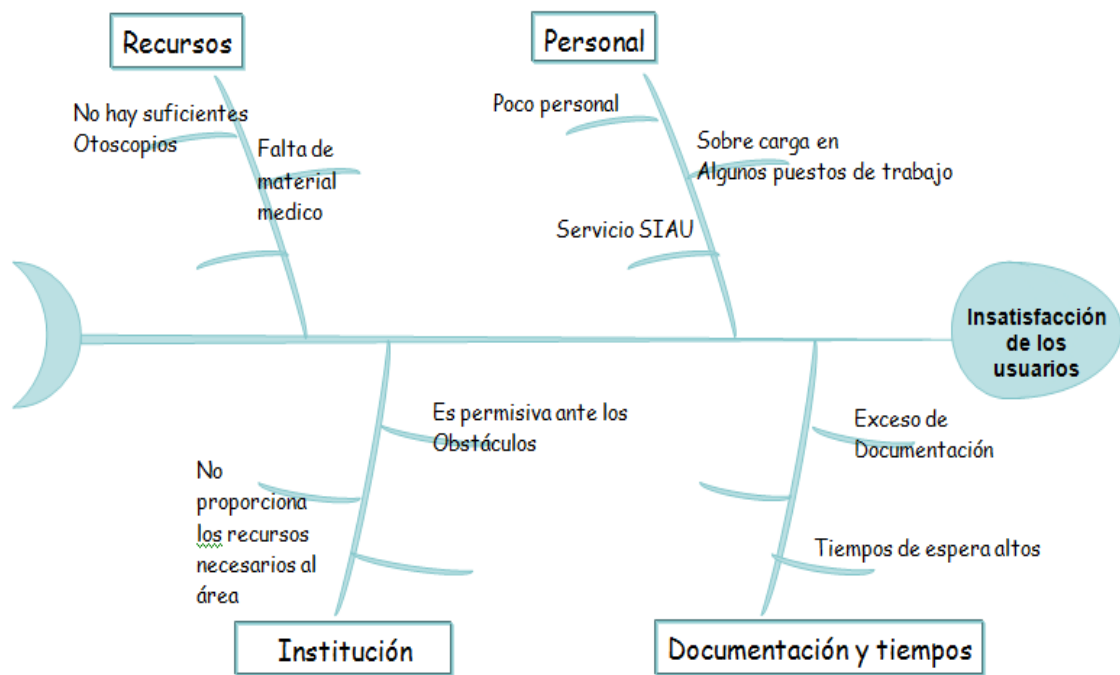 Recursos
Personal
No hay suficientes
Otoscopios
Falta de
material
medico
Poco personal
Sobre carga en
Algunos puestos de trabajo
Servicio SIAU
Insatisfacción
de los
usuarios
Es permisiva ante los
Obstáculos
No
proporciona
los recursos
necesarios al
área
Exceso de
Documentación
Tiempos de espera altos
Institución
Documentación y tiempos